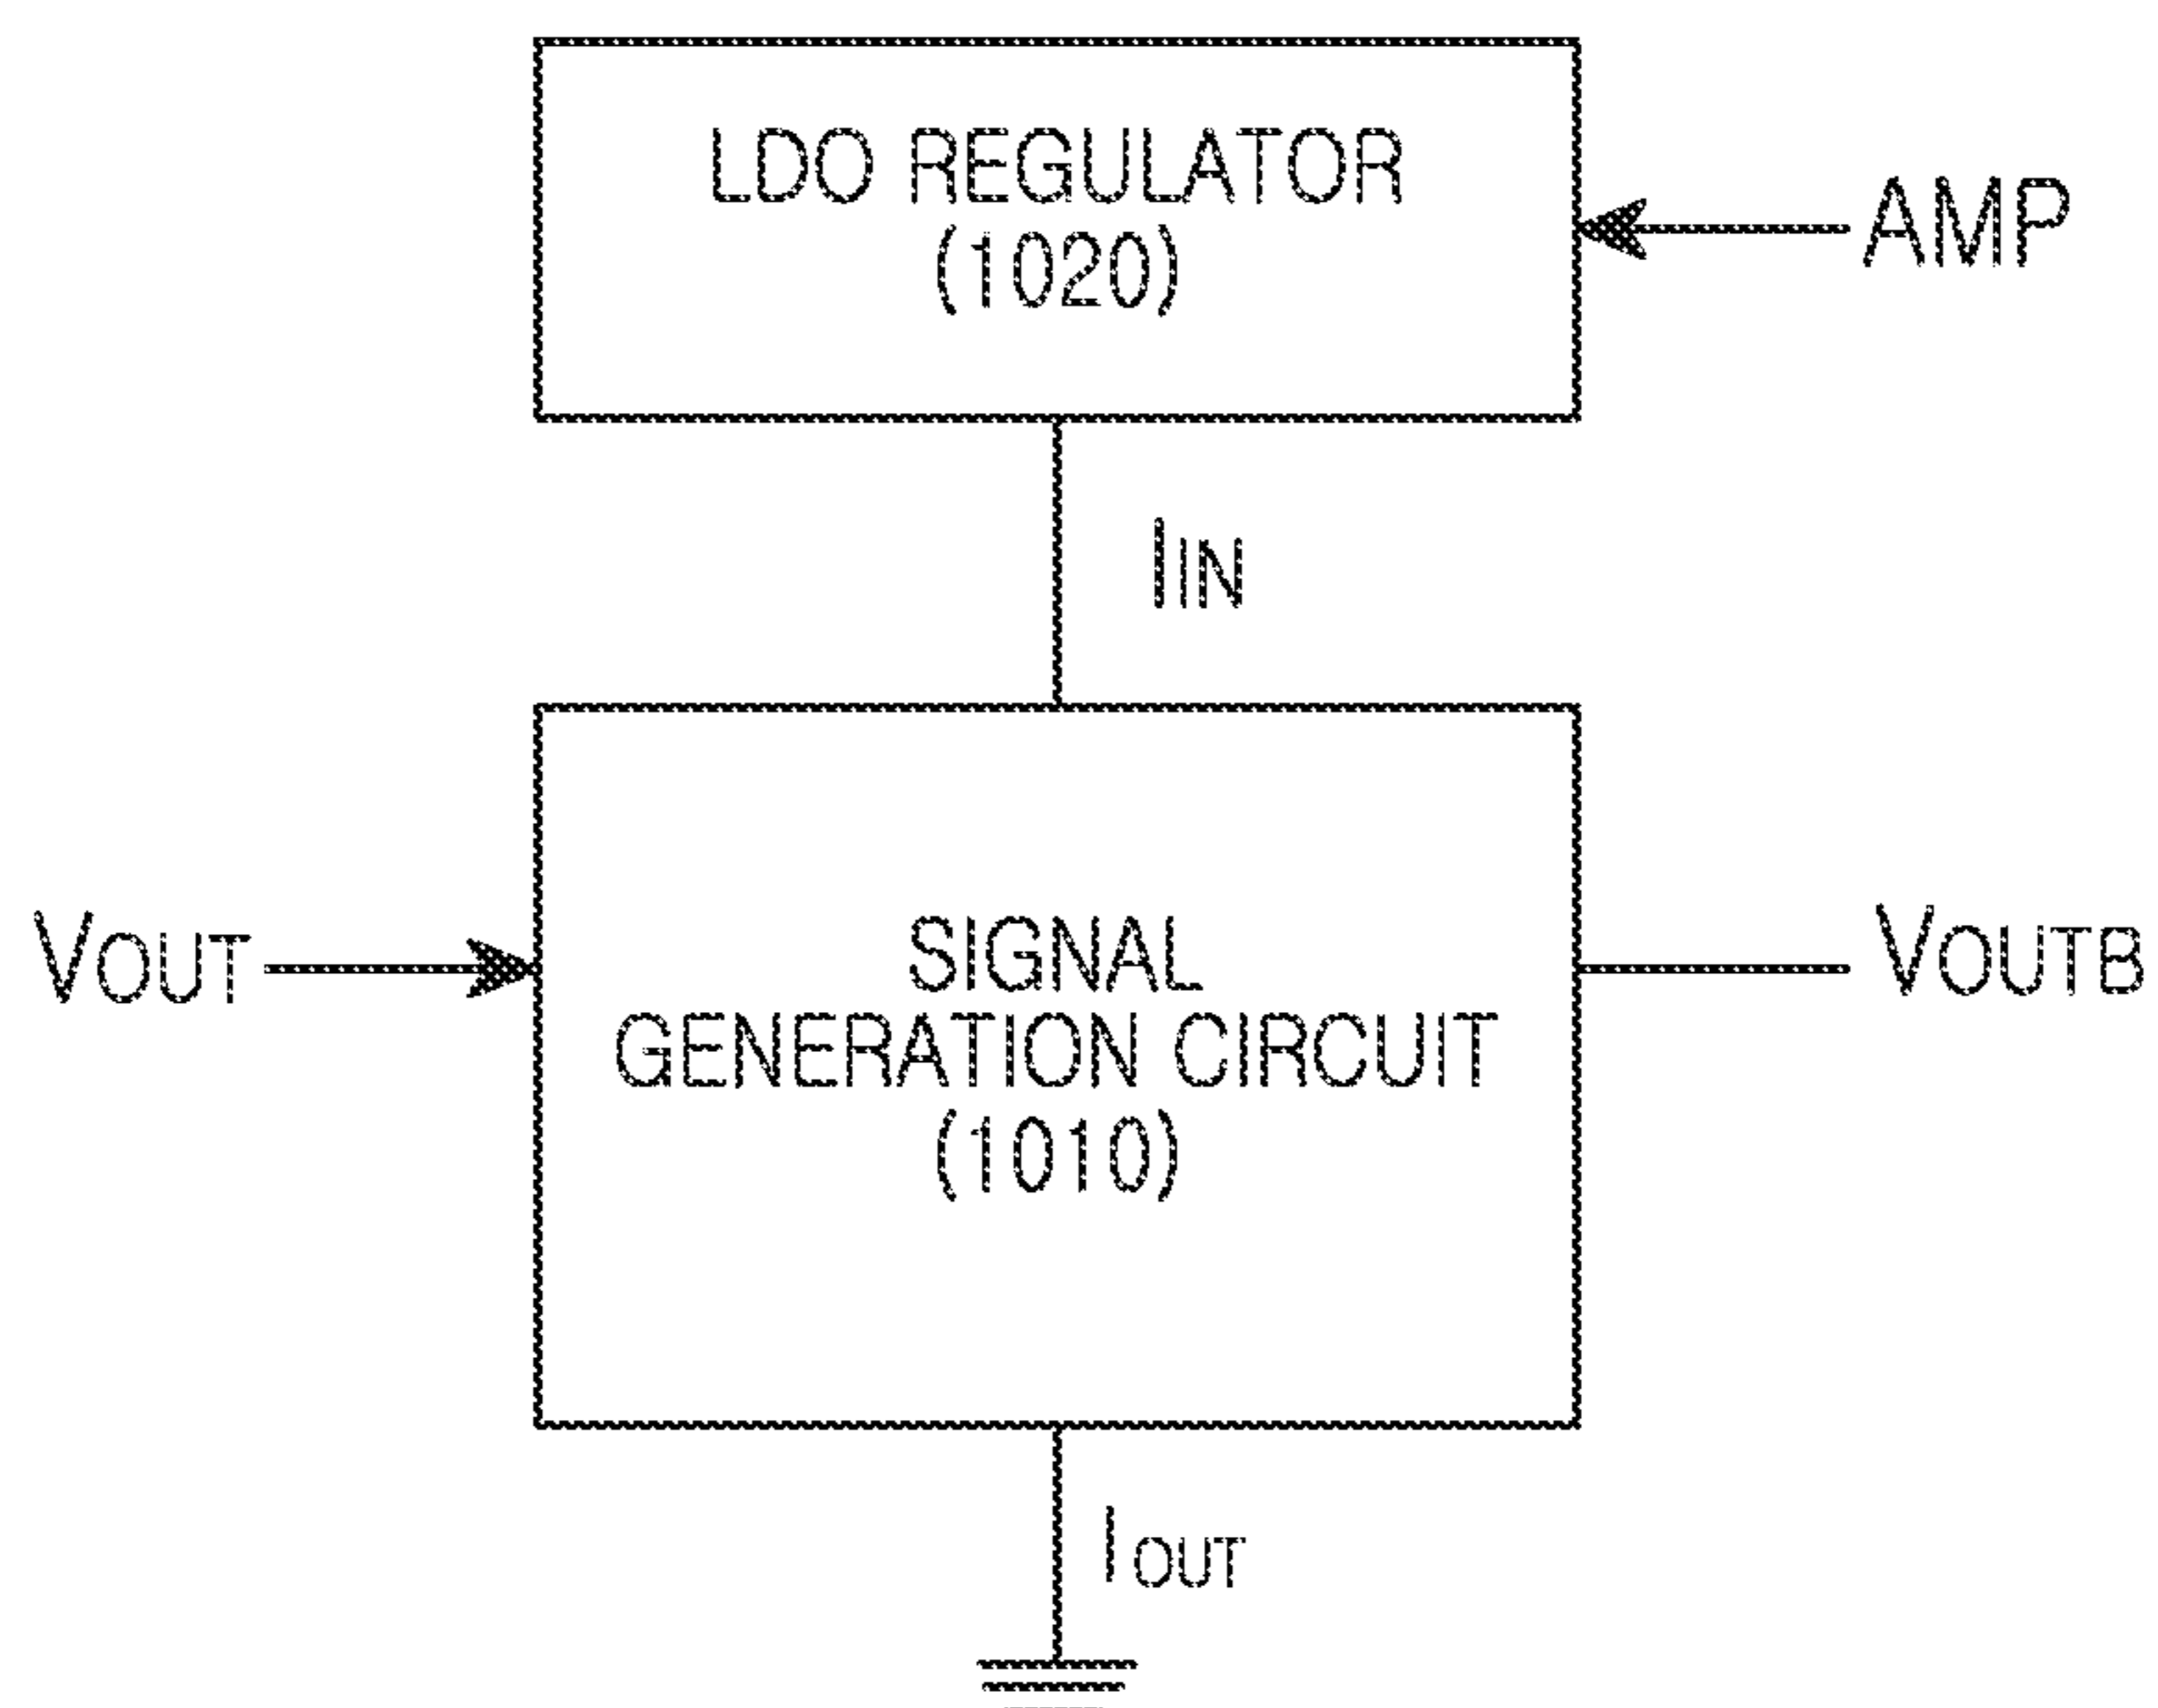 LDO REGULATOR
(1020)
AMP
IIN
VOUT
SIGNAL
GENERATION CIRCUIT
(1010)
VOUTB
IOUT